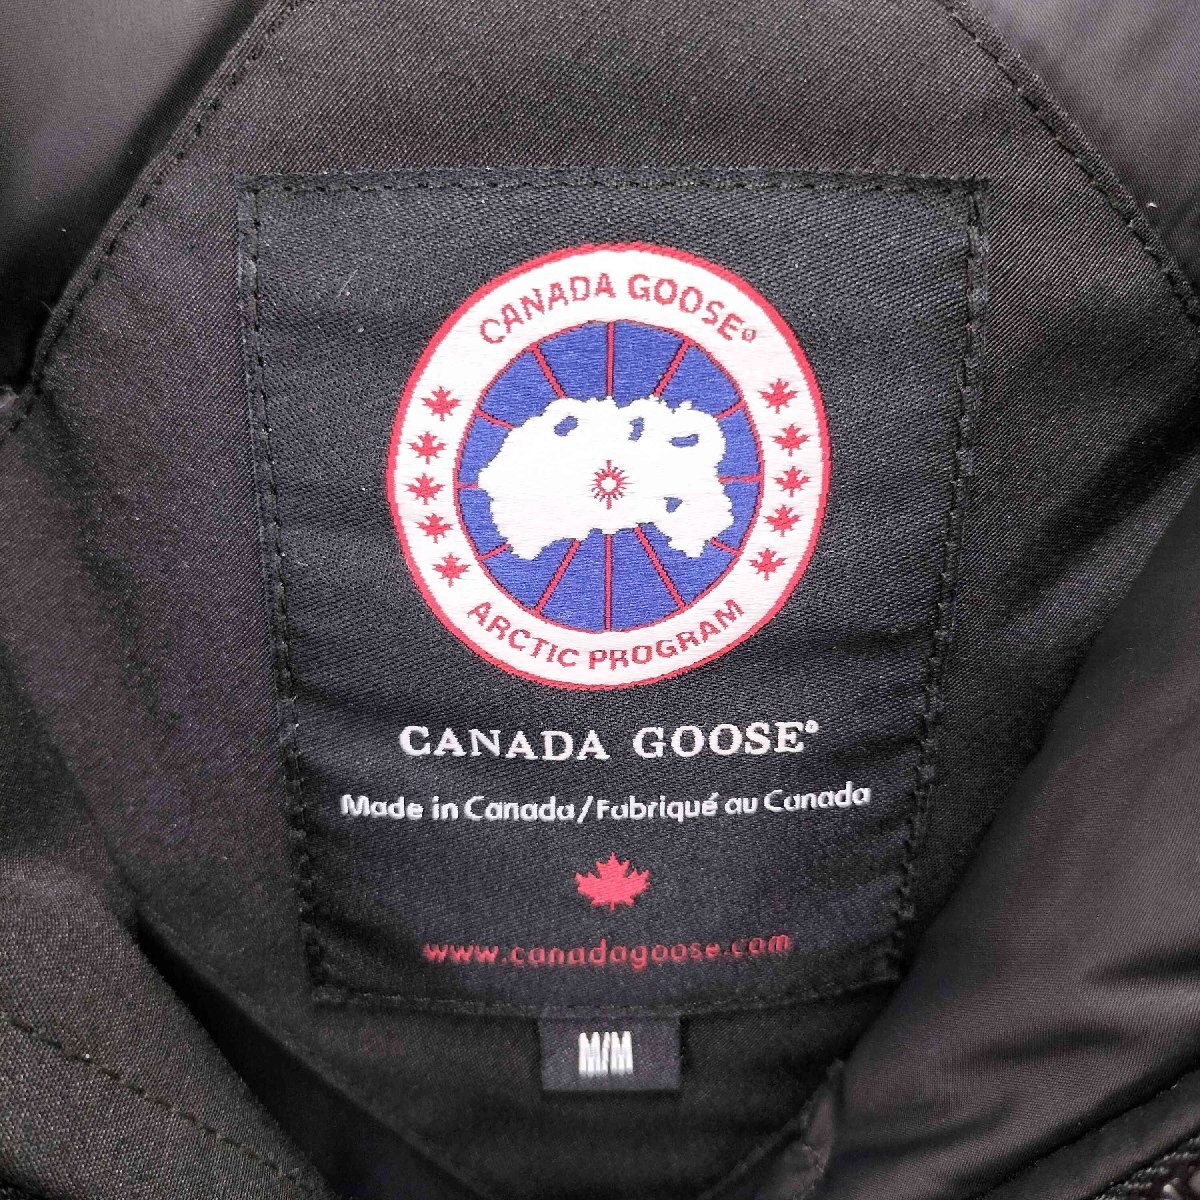 CANADA GOOSE®
ARCTIC PROGRAM
CANADA GOOSE®
Made in Canada/Fabriqué au Canada
www.canadagoose.com
M/M